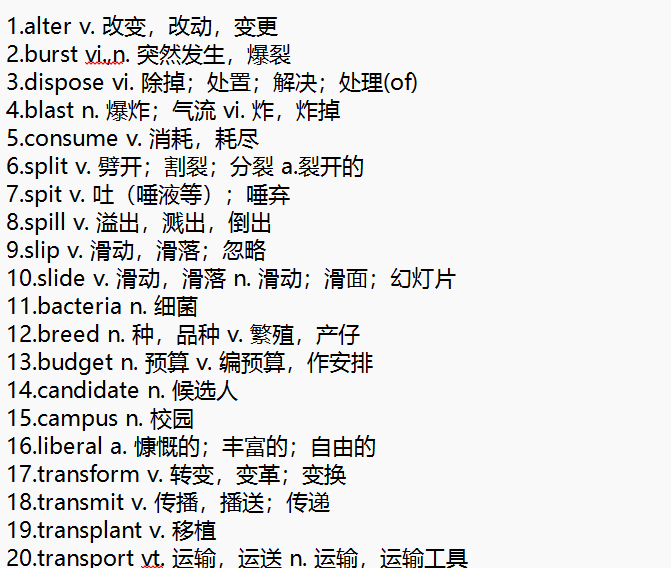 1.alter v. 改变，改动，变更
2.burst vi.,n. 突然发生，爆裂
3.dispose vi. 除掉；处置；解决；处理(of)
4.blast n. 爆炸；气流 vi. 炸，炸掉
5.consume v. 消耗，耗尽
6.split v. 劈开；割裂；分裂 a.裂开的
7.spit v. 吐（唾液等）；唾弃
8.spill v. 溢出，溅出，倒出
9.slip v. 滑动，滑落；忽略
10.slide v. 滑动，滑落 n. 滑动；滑面；幻灯片
11.bacteria n. 细菌
12.breed n. 种，品种 v. 繁殖，产仔
13.budget n. 预算 v. 编预算，作安排
14.candidate n. 候选人
15.campus n. 校园
16.liberal a. 慷慨的；丰富的；自由的
17.transform v. 转变，变革；变换
18.transmit v. 传播，播送；传递
19.transplant v. 移植
20.transport vt. 运输，运送 n. 运输，运输工具